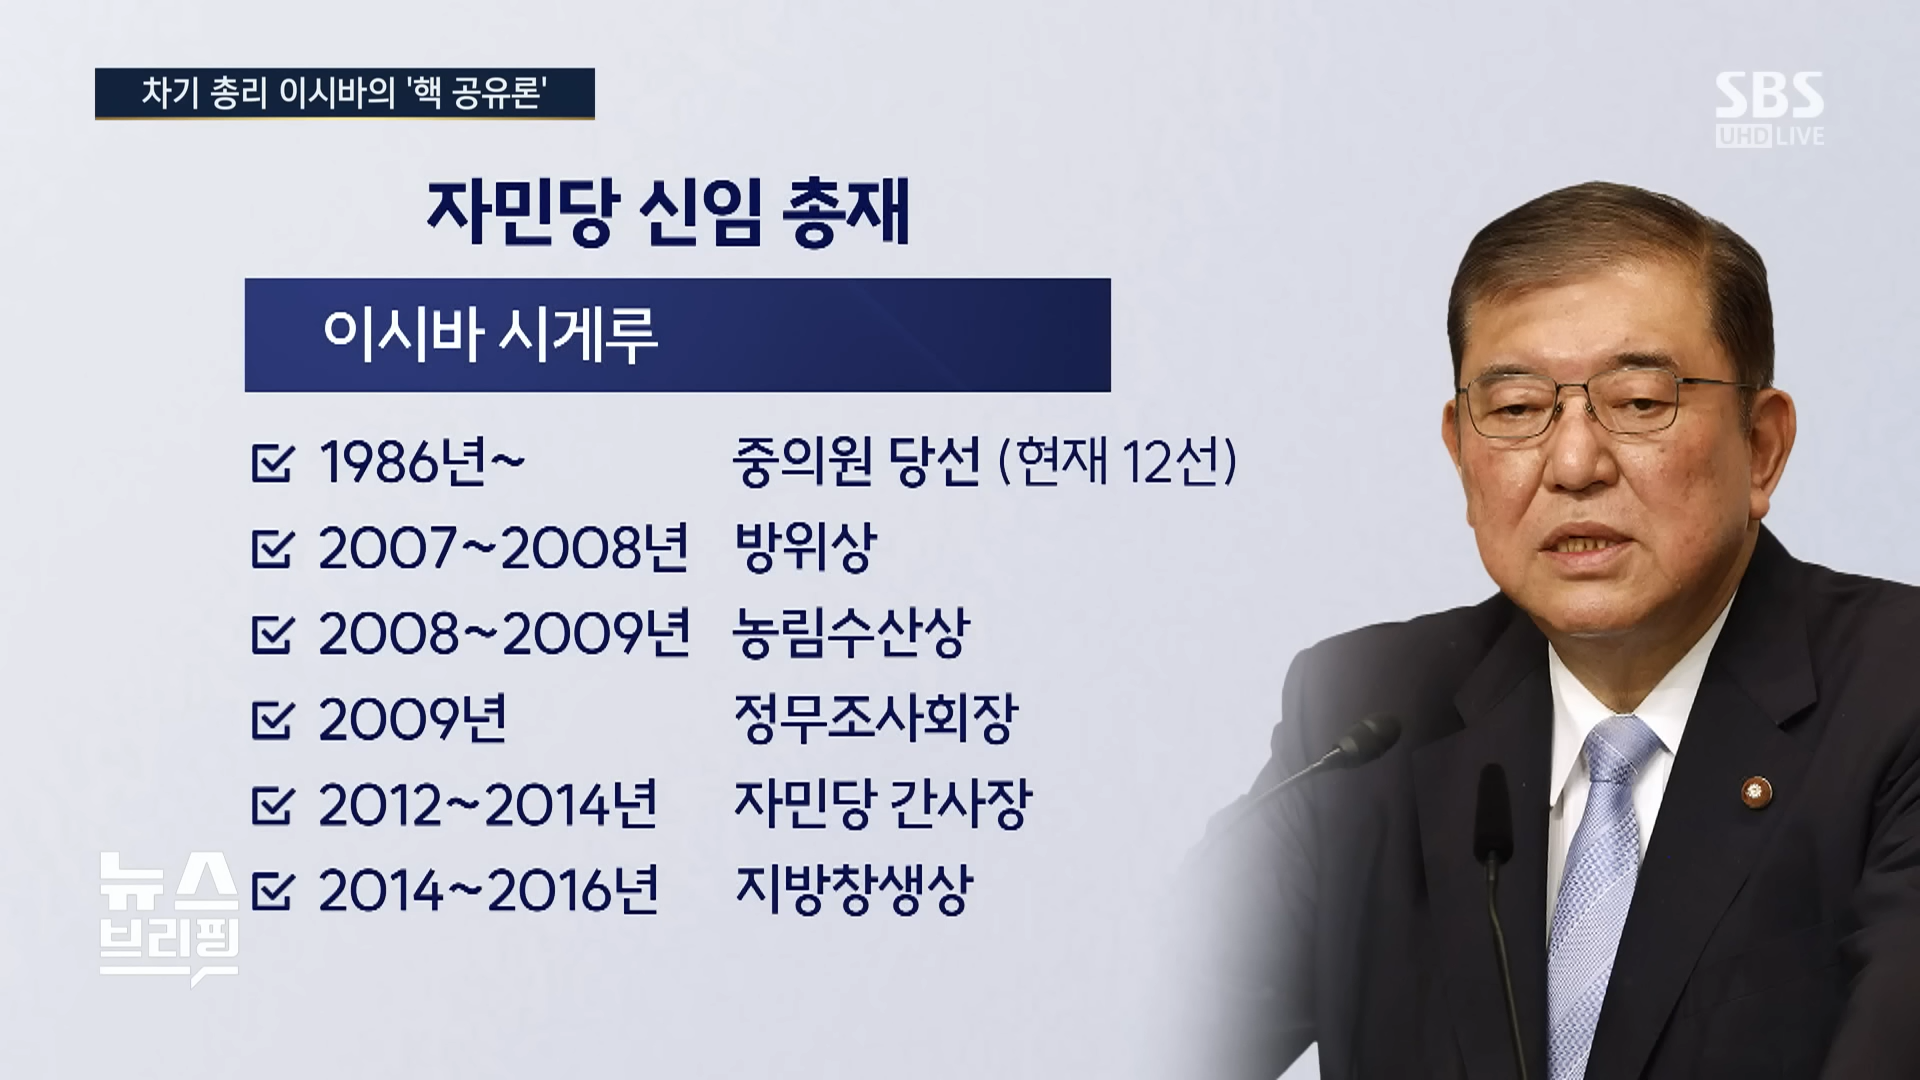 차기 총리 이시바의 '핵 공유론'
SBS
UHD LIVE
자민당 신임 총재
이시바 시게루
1986년~ 중의원 당선 (현재 12선)
2007~2008년 방위상
2008~2009년 농림수산상
2009년 정무조사회장
2012~2014년 자민당 간사장
2014~2016년 지방창생상
뉴스
브리핑